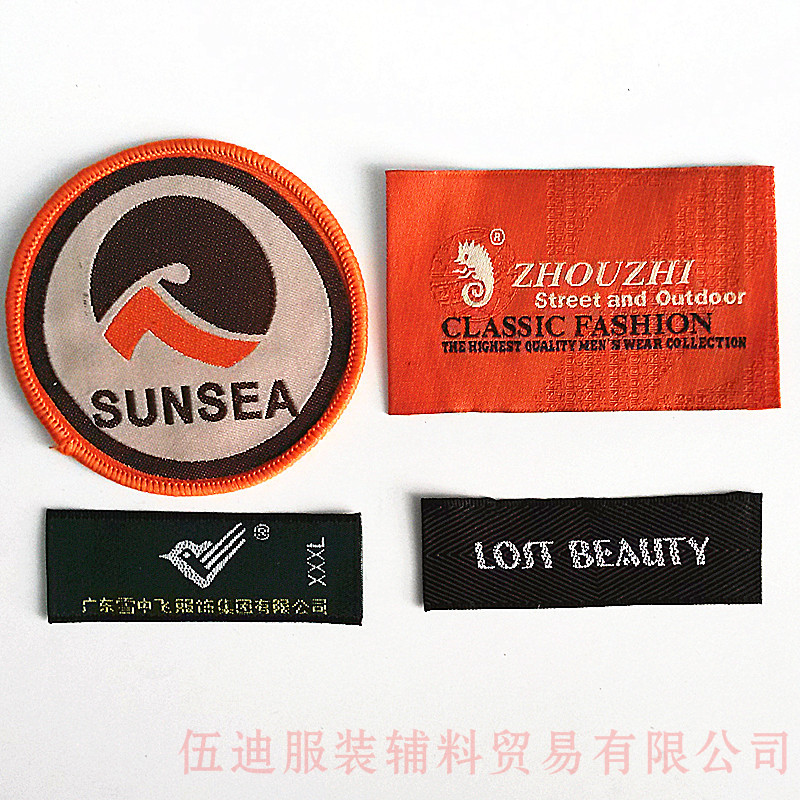 SUNSEA
®
ZHOUZHI
Street and Outdoor
CLASSIC FASHION
THE HIGHEST QUALITY MEN'S WEAR COLLECTION
®
XXXL
广东雪中飞服饰集团有限公司
LOST BEAUTY
伍迪服装辅料贸易有限公司